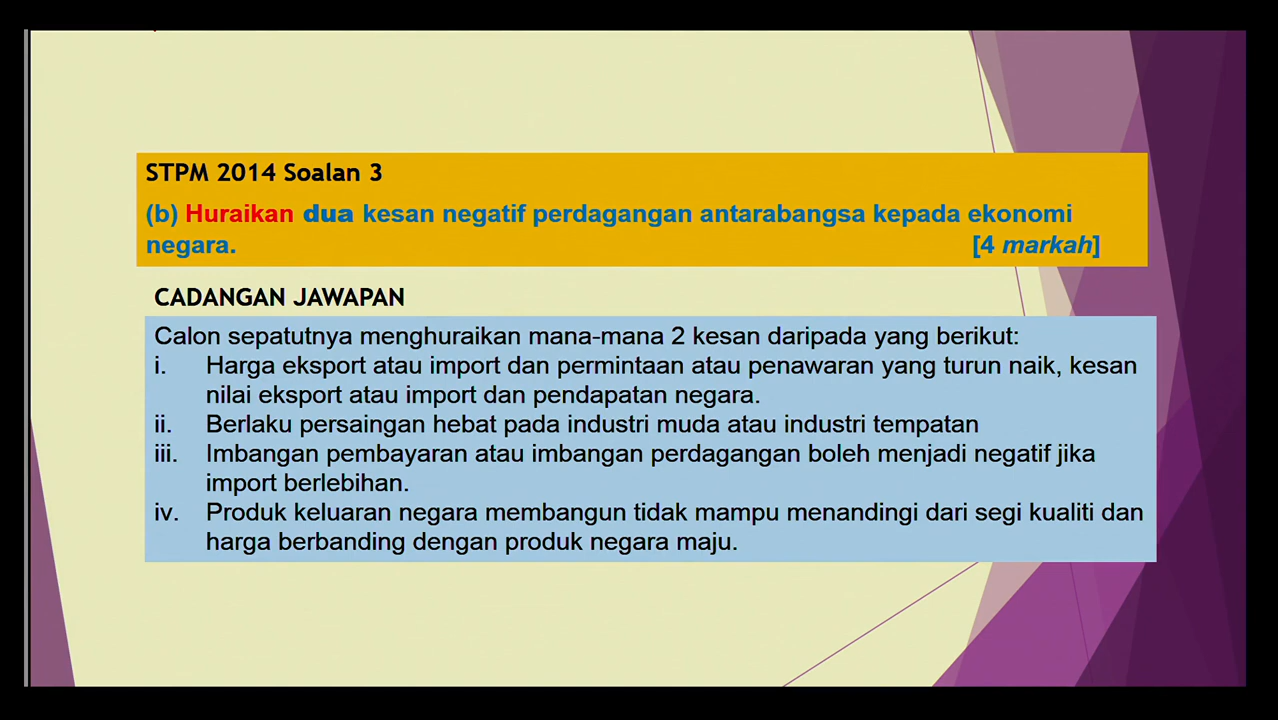 STPM 2014 Soalan 3
(b) Huraikan dua kesan negatif perdagangan antarabangsa kepada ekonomi
negara. [4 markah]
CADANGAN JAWAPAN
Calon sepatutnya menghuraikan mana-mana 2 kesan daripada yang berikut:
i. Harga eksport atau import dan permintaan atau penawaran yang turun naik, kesan
nilai eksport atau import dan pendapatan negara.
ii. Berlaku persaingan hebat pada industri muda atau industri tempatan
iii. Imbangan pembayaran atau imbangan perdagangan boleh menjadi negatif jika
import berlebihan.
iv. Produk keluaran negara membangun tidak mampu menandingi dari segi kualiti dan
harga berbanding dengan produk negara maju.